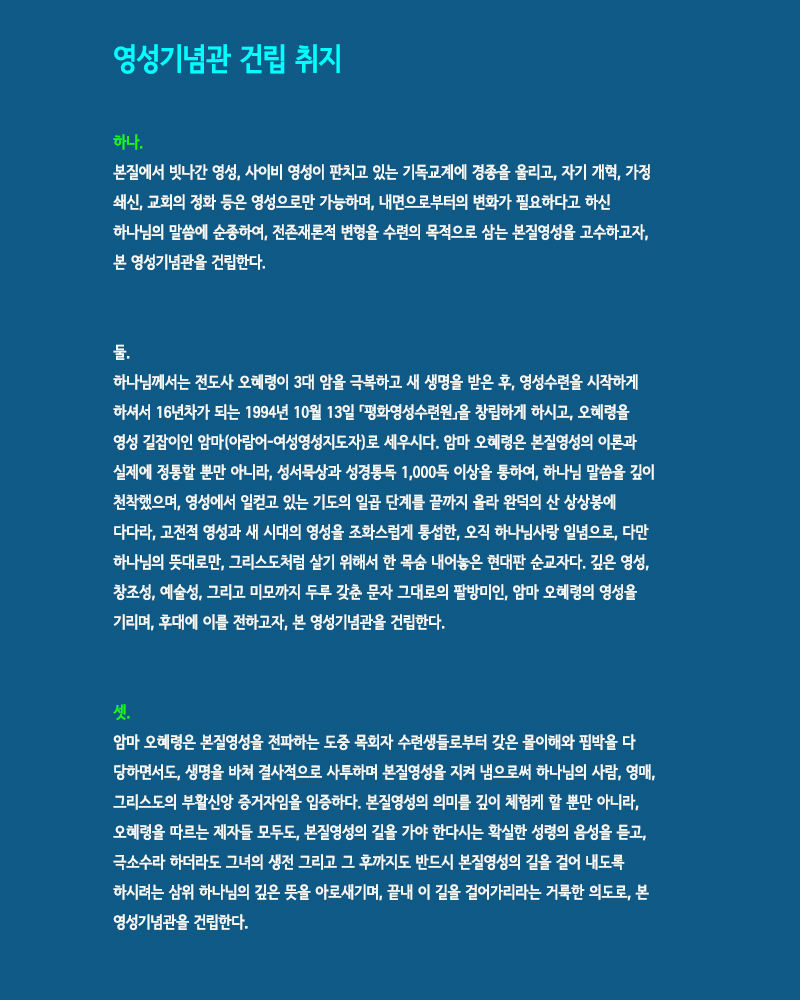 영성기념관 건립 취지
하나.
본질에서 빗나간 영성, 사이비 영성이 판치고 있는 기독교계에 경종을 울리고, 자기 개혁, 가정
쇄신, 교회의 정화 등은 영성으로만 가능하며, 내면으로부터의 변화가 필요하다고 하신
하나님의 말씀에 순종하여, 전존재론적 변형을 수련의 목적으로 삼는 본질영성을 고수하고자,
본 영성기념관을 건립한다.
둘.
하나님께서는 전도사 오혜령이 3대 암을 극복하고 새 생명을 받은 후, 영성수련을 시작하게
하셔서 16년차가 되는 1994년 10월 13일 「평화영성수련원」을 창립하게 하시고, 오혜령을
영성 길잡이인 암마(아람어-여성영성지도자)로 세우시다. 암마 오혜령은 본질영성의 이론과
실제에 정통할 뿐만 아니라, 성서묵상과 성경통독 1,000독 이상을 통하여, 하나님 말씀을 깊이
천착했으며, 영성에서 일컫고 있는 기도의 일곱 단계를 끝까지 올라 완덕의 산 상상봉에
다다라, 고전적 영성과 새 시대의 영성을 조화스럽게 통섭한, 오직 하나님사랑 일념으로, 다만
하나님의 뜻대로만, 그리스도처럼 살기 위해서 한 목숨 내어놓은 현대판 순교자다. 깊은 영성,
창조성, 예술성, 그리고 미모까지 두루 갖춘 문자 그대로의 팔방미인, 암마 오혜령의 영성을
기리며, 후대에 이를 전하고자, 본 영성기념관을 건립한다.
셋.
암마 오혜령은 본질영성을 전파하는 도중 목회자 수련생들로부터 갖은 몰이해와 핍박을 다
당하면서도, 생명을 바쳐 결사적으로 사투하며 본질영성을 지켜 냄으로써 하나님의 사람, 영매,
그리스도의 부활신앙 증거자임을 입증하다. 본질영성의 의미를 깊이 체험케 할 뿐만 아니라,
오혜령을 따르는 제자들 모두도, 본질영성의 길을 가야 한다시는 확실한 성령의 음성을 듣고,
극소수라 하더라도 그녀의 생전 그리고 그 후까지도 반드시 본질영성의 길을 걸어 내도록
하시려는 삼위 하나님의 깊은 뜻을 아로새기며, 끝내 이 길을 걸어가리라는 거룩한 의도로, 본
영성기념관을 건립한다.